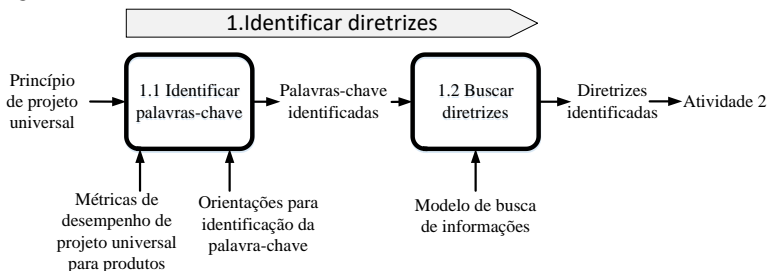 1.Identificar diretrizes
Princípio
de projeto
universal
1.1 Identificar
palavras-chave
Palavras-chave
identificadas
1.2 Buscar
diretrizes
Diretrizes
identificadas
Atividade 2
Métricas de
desempenho de
projeto universal
para produtos
Orientações para
identificação da
palavra-chave
Modelo de busca
de informações